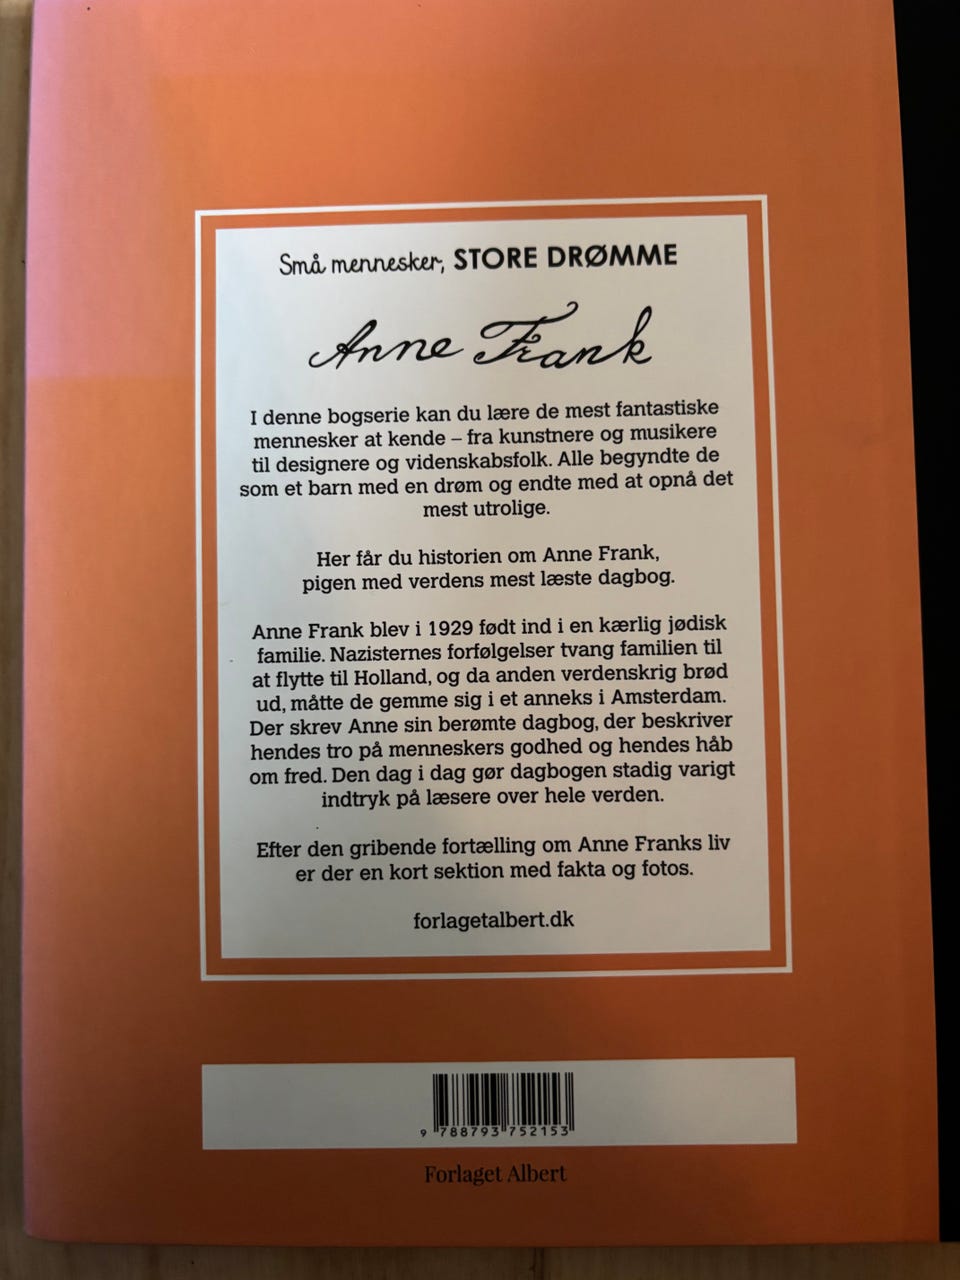 Små mennesker, STORE DRØMME
Anne Frank
I denne bogserie kan du lære de mest fantastiske
mennesker at kende – fra kunstnere og musikere
til designere og videnskabsfolk. Alle begyndte de
som et barn med en drøm og endte med at opnå det
mest utrolige.
Her får du historien om Anne Frank,
pigen med verdens mest læste dagbog.
Anne Frank blev i 1929 født ind i en kærlig jødisk
familie. Nazisternes forfølgelser tvang familien til
at flytte til Holland, og da anden verdenskrig brød
ud, måtte de gemme sig i et anneks i Amsterdam.
Der skrev Anne sin berømte dagbog, der beskriver
hendes tro på menneskers godhed og hendes håb
om fred. Den dag i dag gør dagbogen stadig varigt
indtryk på læsere over hele verden.
Efter den gribende fortælling om Anne Franks liv
er der en kort sektion med fakta og fotos.
forlagetalbert.dk
9 788793 752153
Forlaget Albert